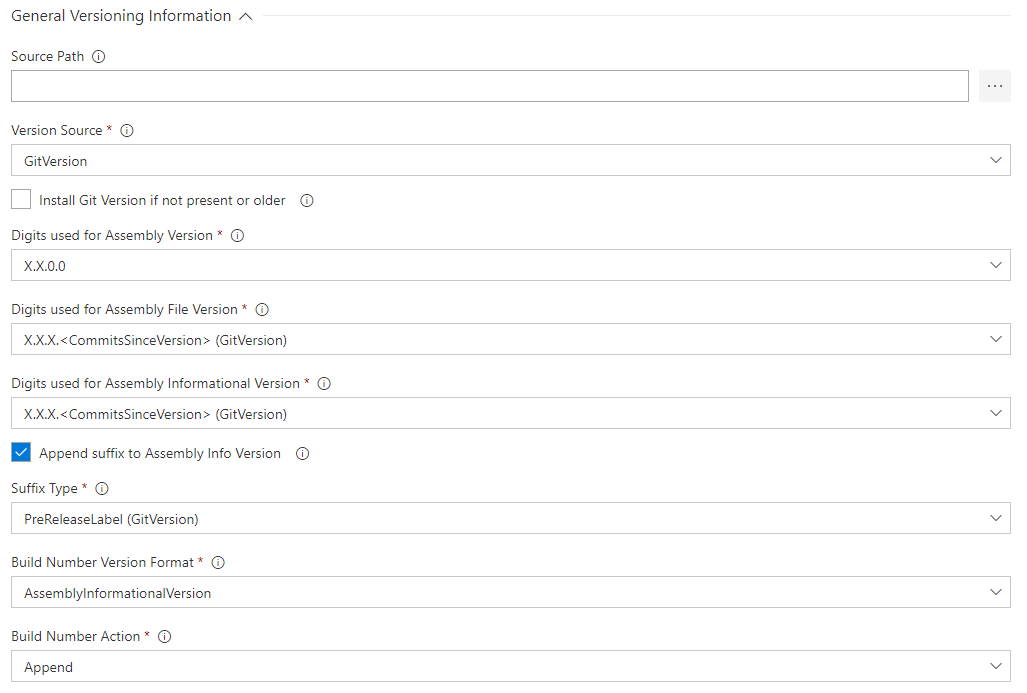 General Versioning Information
Source Path
...
Version Source *
GitVersion
Install Git Version if not present or older
Digits used for Assembly Version *
X.X.0.0
Digits used for Assembly File Version *
X.X.X.<CommitsSinceVersion> (GitVersion)
Digits used for Assembly Informational Version *
X.X.X.<CommitsSinceVersion> (GitVersion)
Append suffix to Assembly Info Version
Suffix Type *
PreReleaseLabel (GitVersion)
Build Number Version Format *
AssemblyInformationalVersion
Build Number Action *
Append